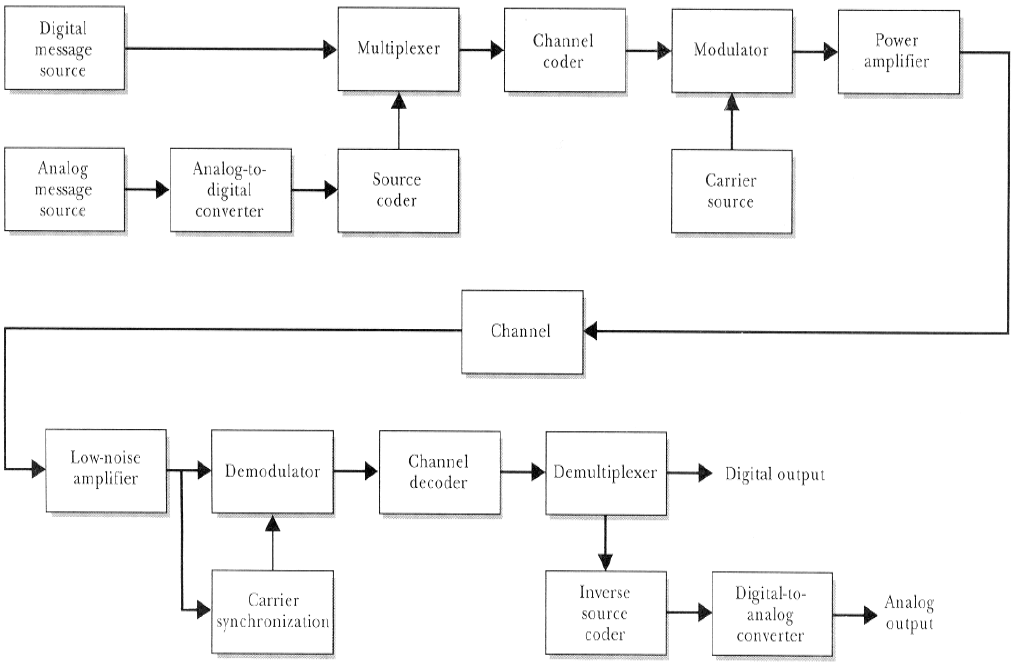 Digital
message
source
Multiplexer
Channel
coder
Modulator
Power
amplifier
Analog
message
source
Analog-to-
digital
converter
Source
coder
Carrier
source
Channel
Low-noise
amplifier
Demodulator
Channel
decoder
Demultiplexer
Digital output
Carrier
synchronization
Inverse
source
coder
Digital-to-
analog
converter
Analog
output